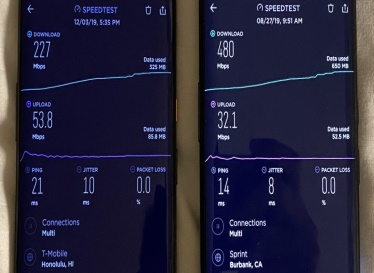 SPEEDTEST
12/03/19, 5:35 PM
DOWNLOAD
227
Mbps
Data used
325 MB
UPLOAD
53.8
Mbps
Data used
85.8 MB
PING
21
ms
JITTER
10
ms
PACKET LOSS
0.0
%
Connections
Multi
T-Mobile
Honolulu, HI
SPEEDTEST
08/27/19, 9:51 AM
DOWNLOAD
480
Mbps
Data used
650 MB
UPLOAD
32.1
Mbps
Data used
52.5 MB
PING
14
ms
JITTER
8
ms
PACKET LOSS
0.0
%
Connections
Multi
Sprint
Burbank, CA